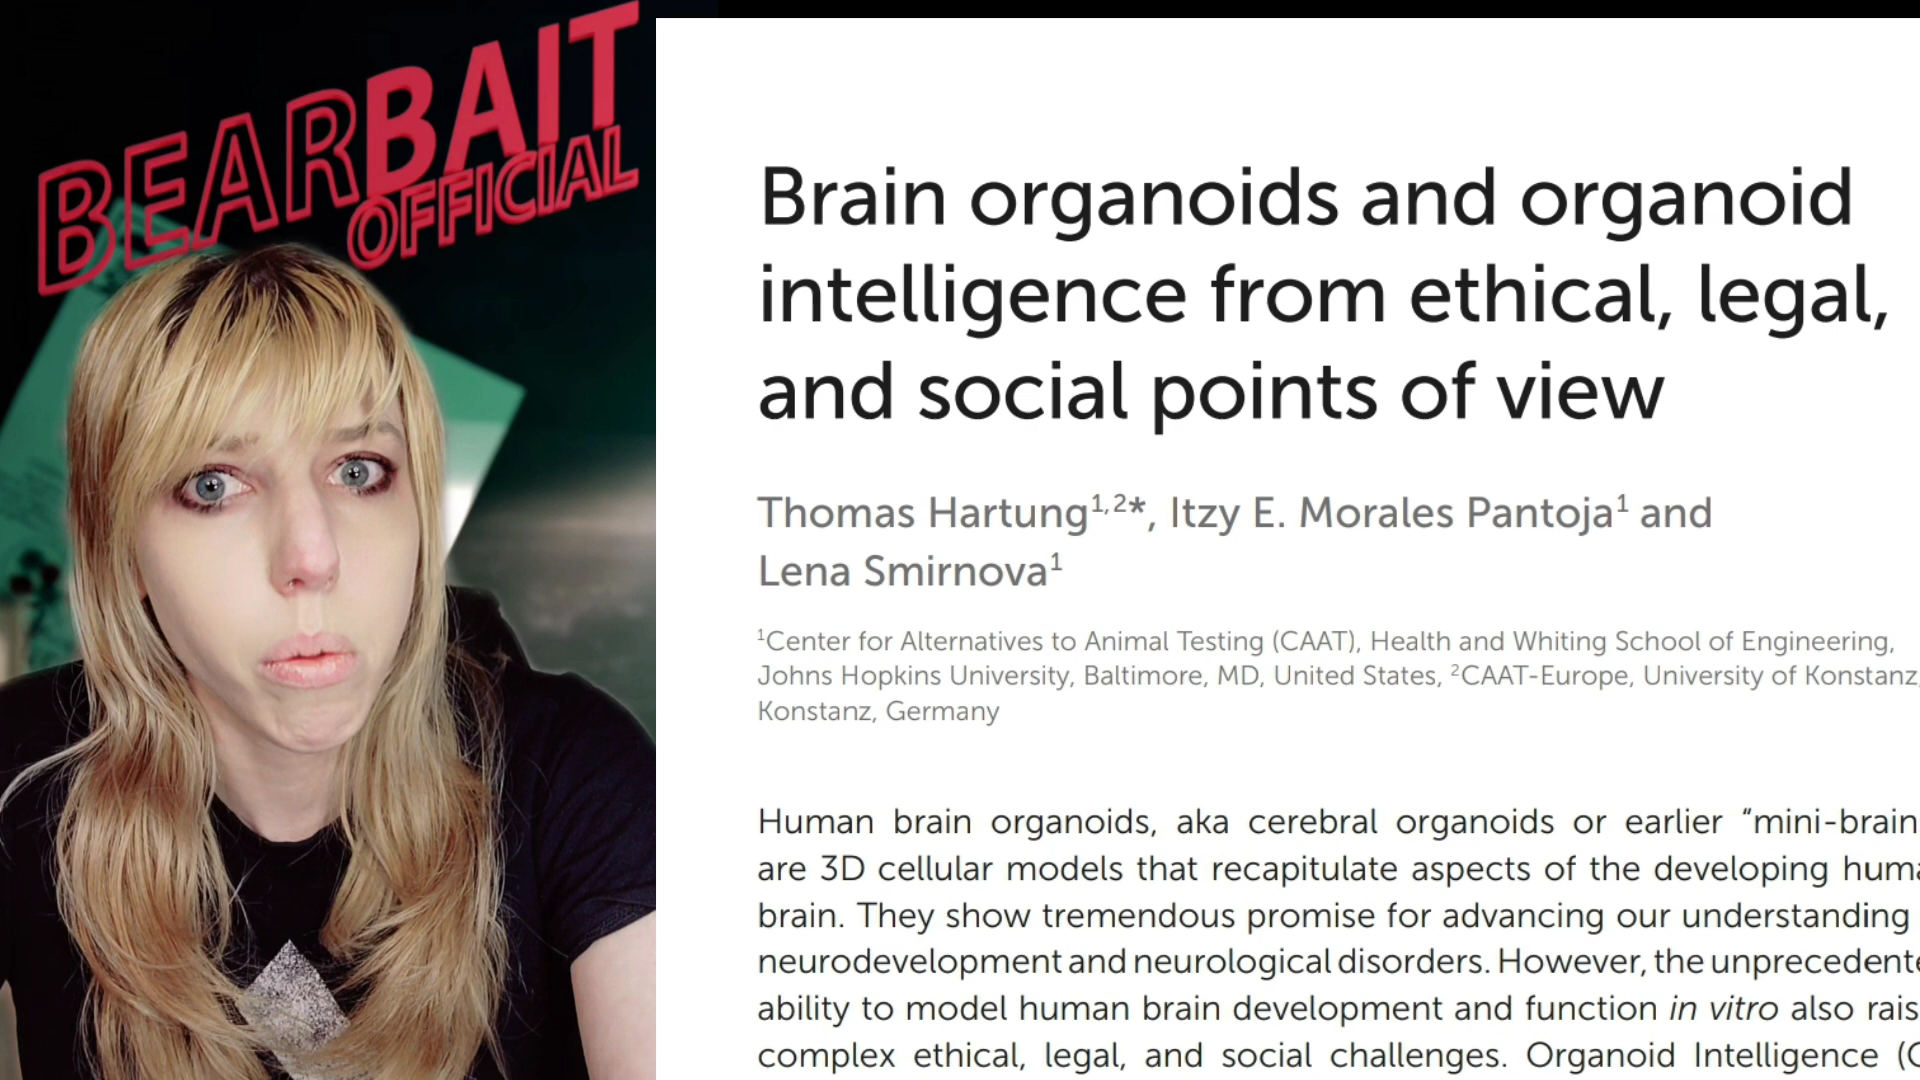 BEARBAIT
OFFICIAL
Brain organoids and organoid
intelligence from ethical, legal,
and social points of view
Thomas Hartung1,2*, Itzy E. Morales Pantoja1 and
Lena Smirnova1
1Center for Alternatives to Animal Testing (CAAT), Health and Whiting School of Engineering,
Johns Hopkins University, Baltimore, MD, United States, 2CAAT-Europe, University of Konstanz,
Konstanz, Germany
Human brain organoids, aka cerebral organoids or earlier “mini-brain
are 3D cellular models that recapitulate aspects of the developing huma
brain. They show tremendous promise for advancing our understanding
neurodevelopment and neurological disorders. However, the unprecedente
ability to model human brain development and function in vitro also rais
complex ethical, legal, and social challenges. Organoid Intelligence (O